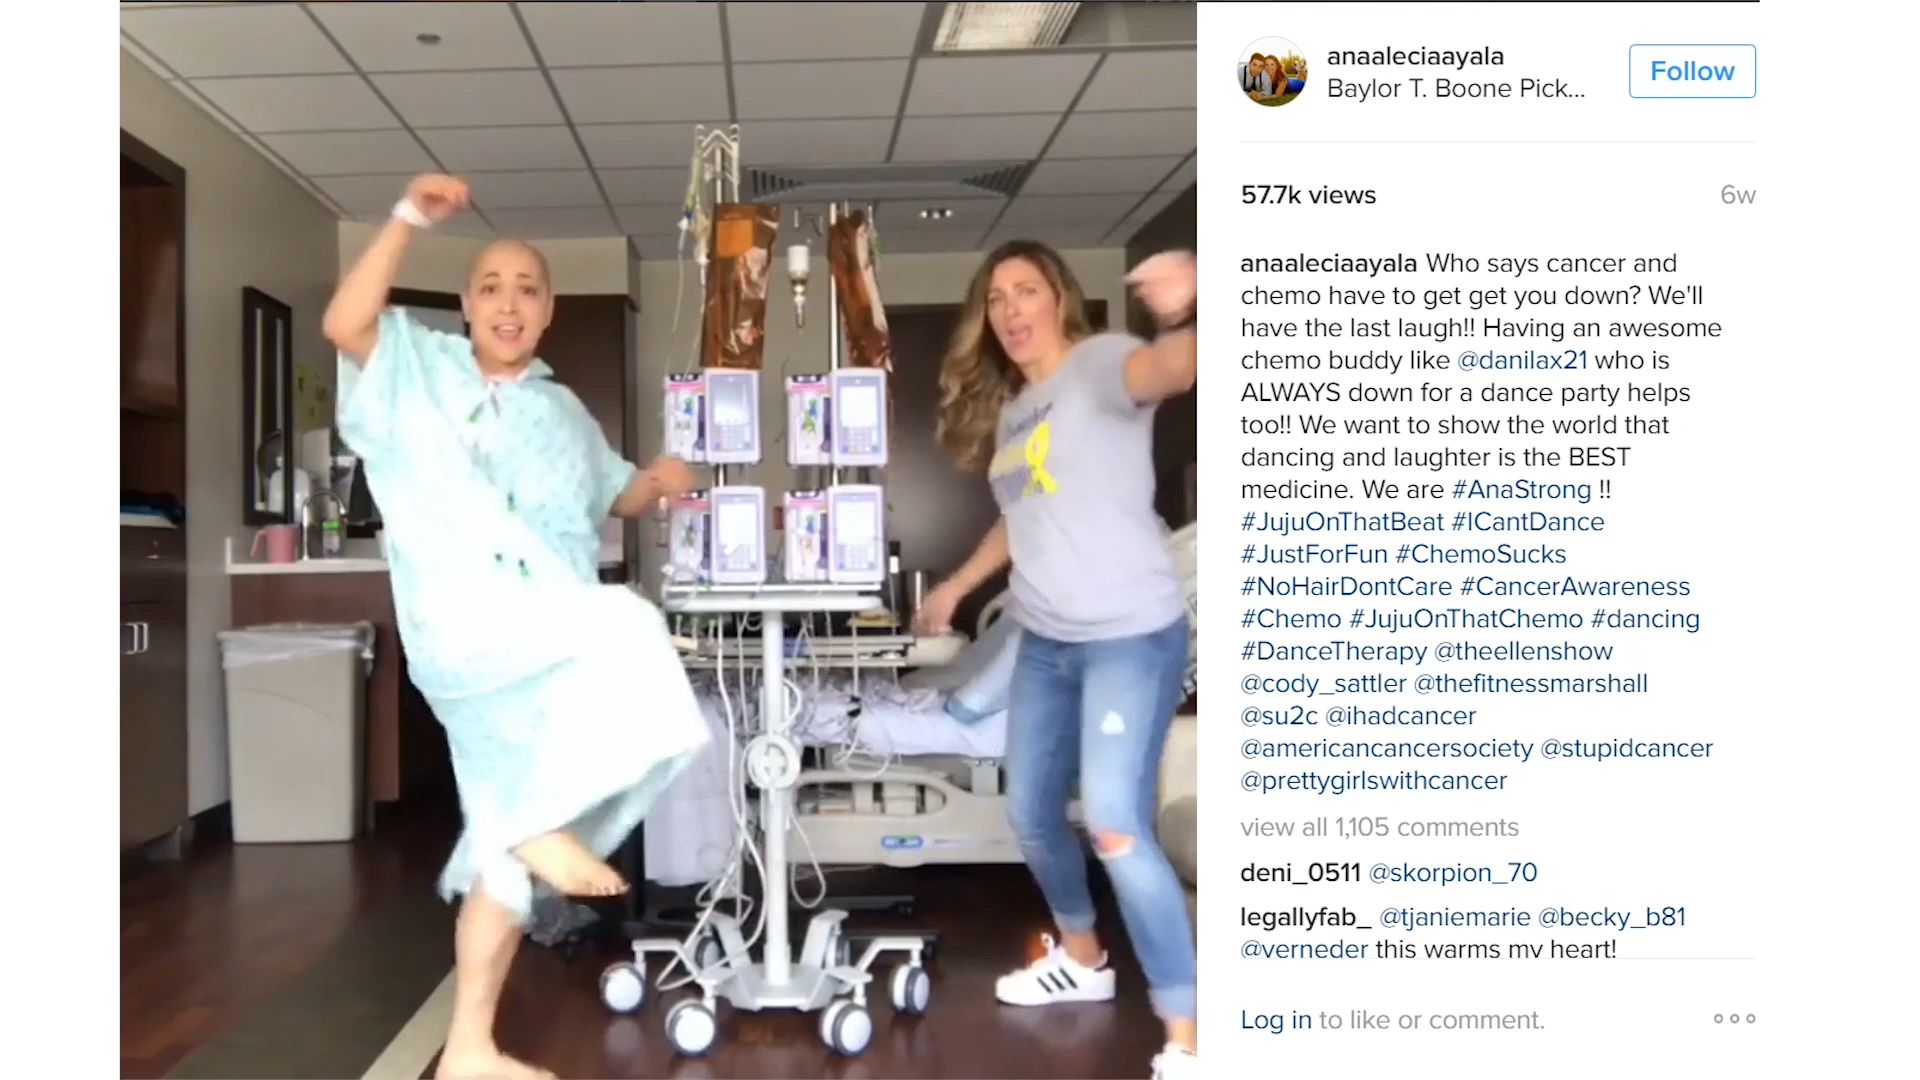 anaaleciaayala
Baylor T. Boone Pick...
Follow
57.7k views
6w
anaaleciaayala Who says cancer and
chemo have to get get you down? We'll
have the last laugh!! Having an awesome
chemo buddy like @danilax21 who is
ALWAYS down for a dance party helps
too!! We want to show the world that
dancing and laughter is the BEST
medicine. We are #AnaStrong !!
#JujuOnThatBeat #ICantDance
#JustForFun #ChemoSucks
#NoHairDontCare #CancerAwareness
#Chemo #JujuOnThatChemo #dancing
#DanceTherapy @theellenshow
@cody_sattler @thefitnessmarshall
@su2c @ihadcancer
@americancancersociety @stupidcancer
@prettygirlswithcancer
view all 1,105 comments
deni_0511 @skorpion_70
legallyfab_ @tjaniemarie @becky_b81
@verneder this warms my heart!
Log in to like or comment.